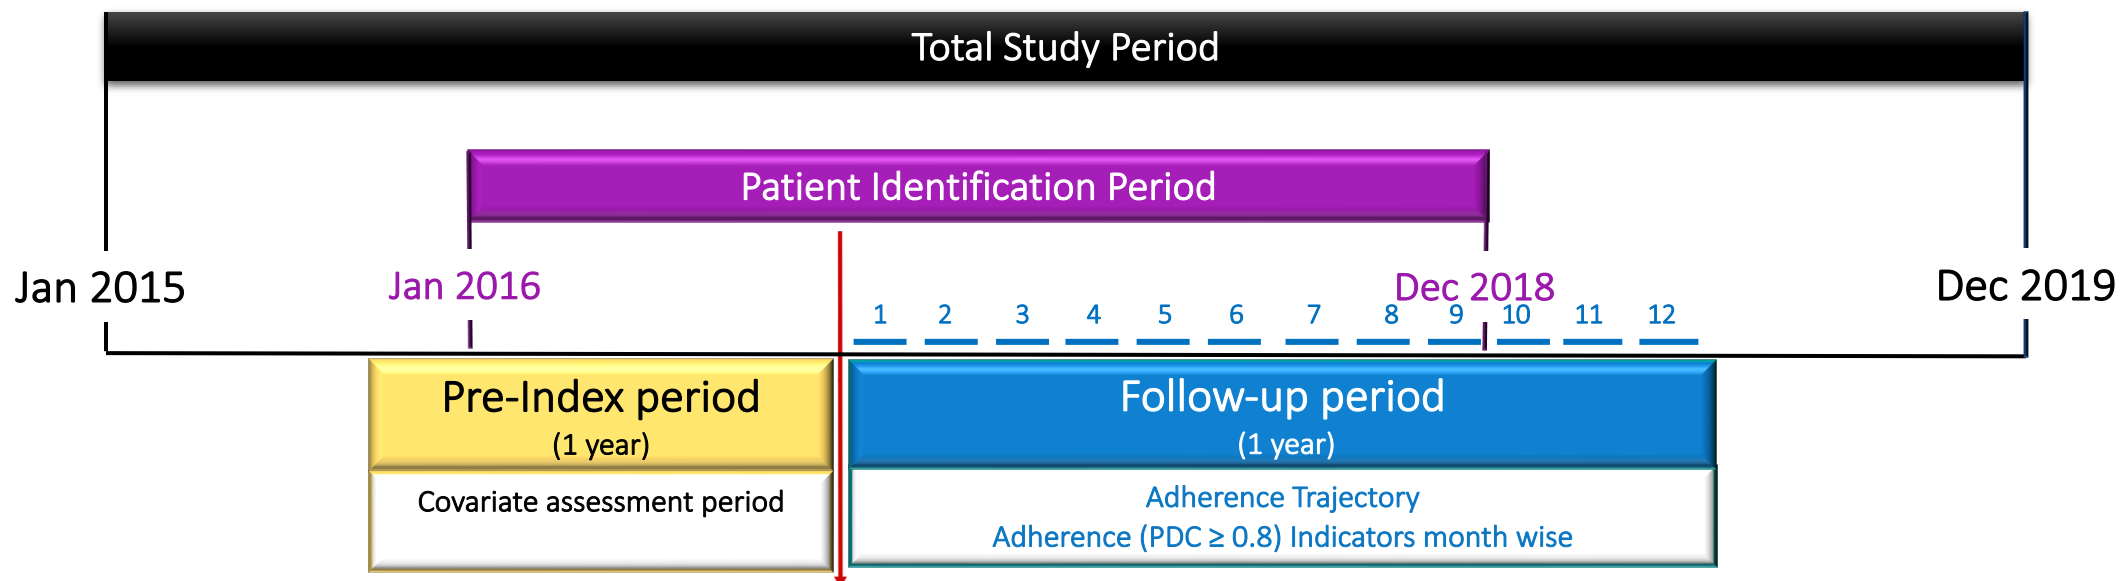 Total Study Period
Patient Identification Period
Jan 2015
Jan 2016
Dec 2018
Dec 2019
1 2 3 4 5 6 7 8 9 10 11 12
Pre-Index period
(1 year)
Covariate assessment period
Follow-up period
(1 year)
Adherence Trajectory
Adherence (PDC ≥ 0.8) Indicators month wise